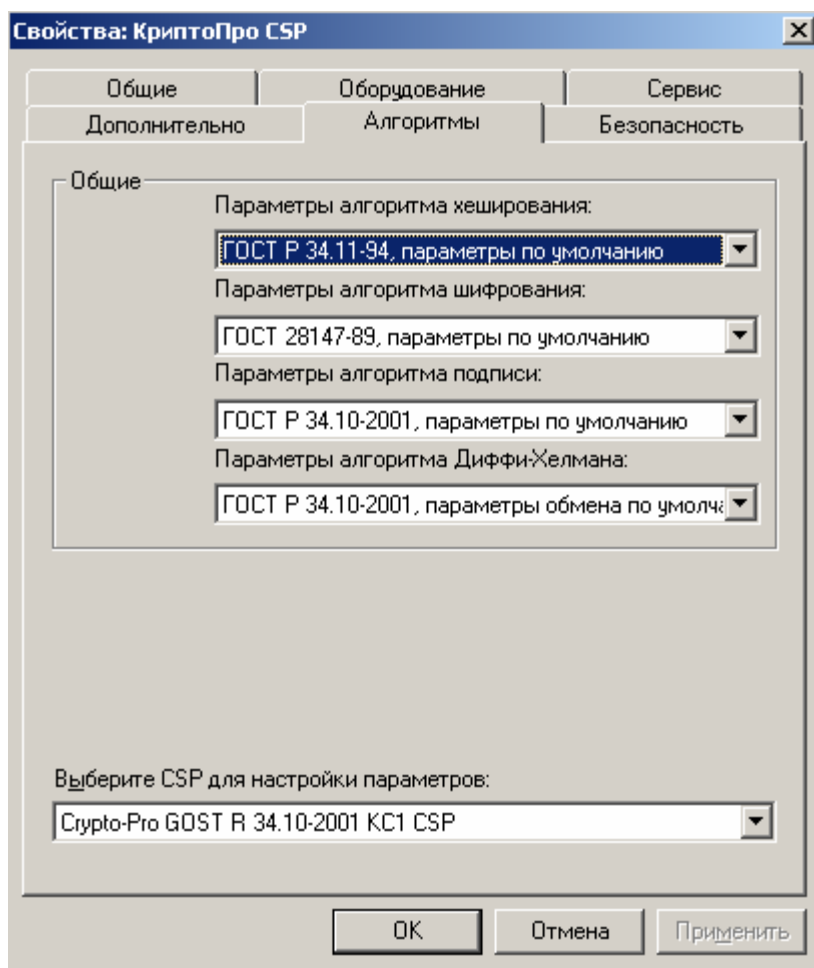 Свойства: КриптоПро CSP
Общие Оборудование Сервис
Дополнительно Алгоритмы Безопасность
Общие
Параметры алгоритма хеширования:
ГОСТ Р 34.11-94, параметры по умолчанию
Параметры алгоритма шифрования:
ГОСТ 28147-89, параметры по умолчанию
Параметры алгоритма подписи:
ГОСТ Р 34.10-2001, параметры по умолчанию
Параметры алгоритма Диффи-Хелмана:
ГОСТ Р 34.10-2001, параметры обмена по умолча
Выберите CSP для настройки параметров:
Crypto-Pro GOST R 34.10-2001 KC1 CSP
OK Отмена Применить